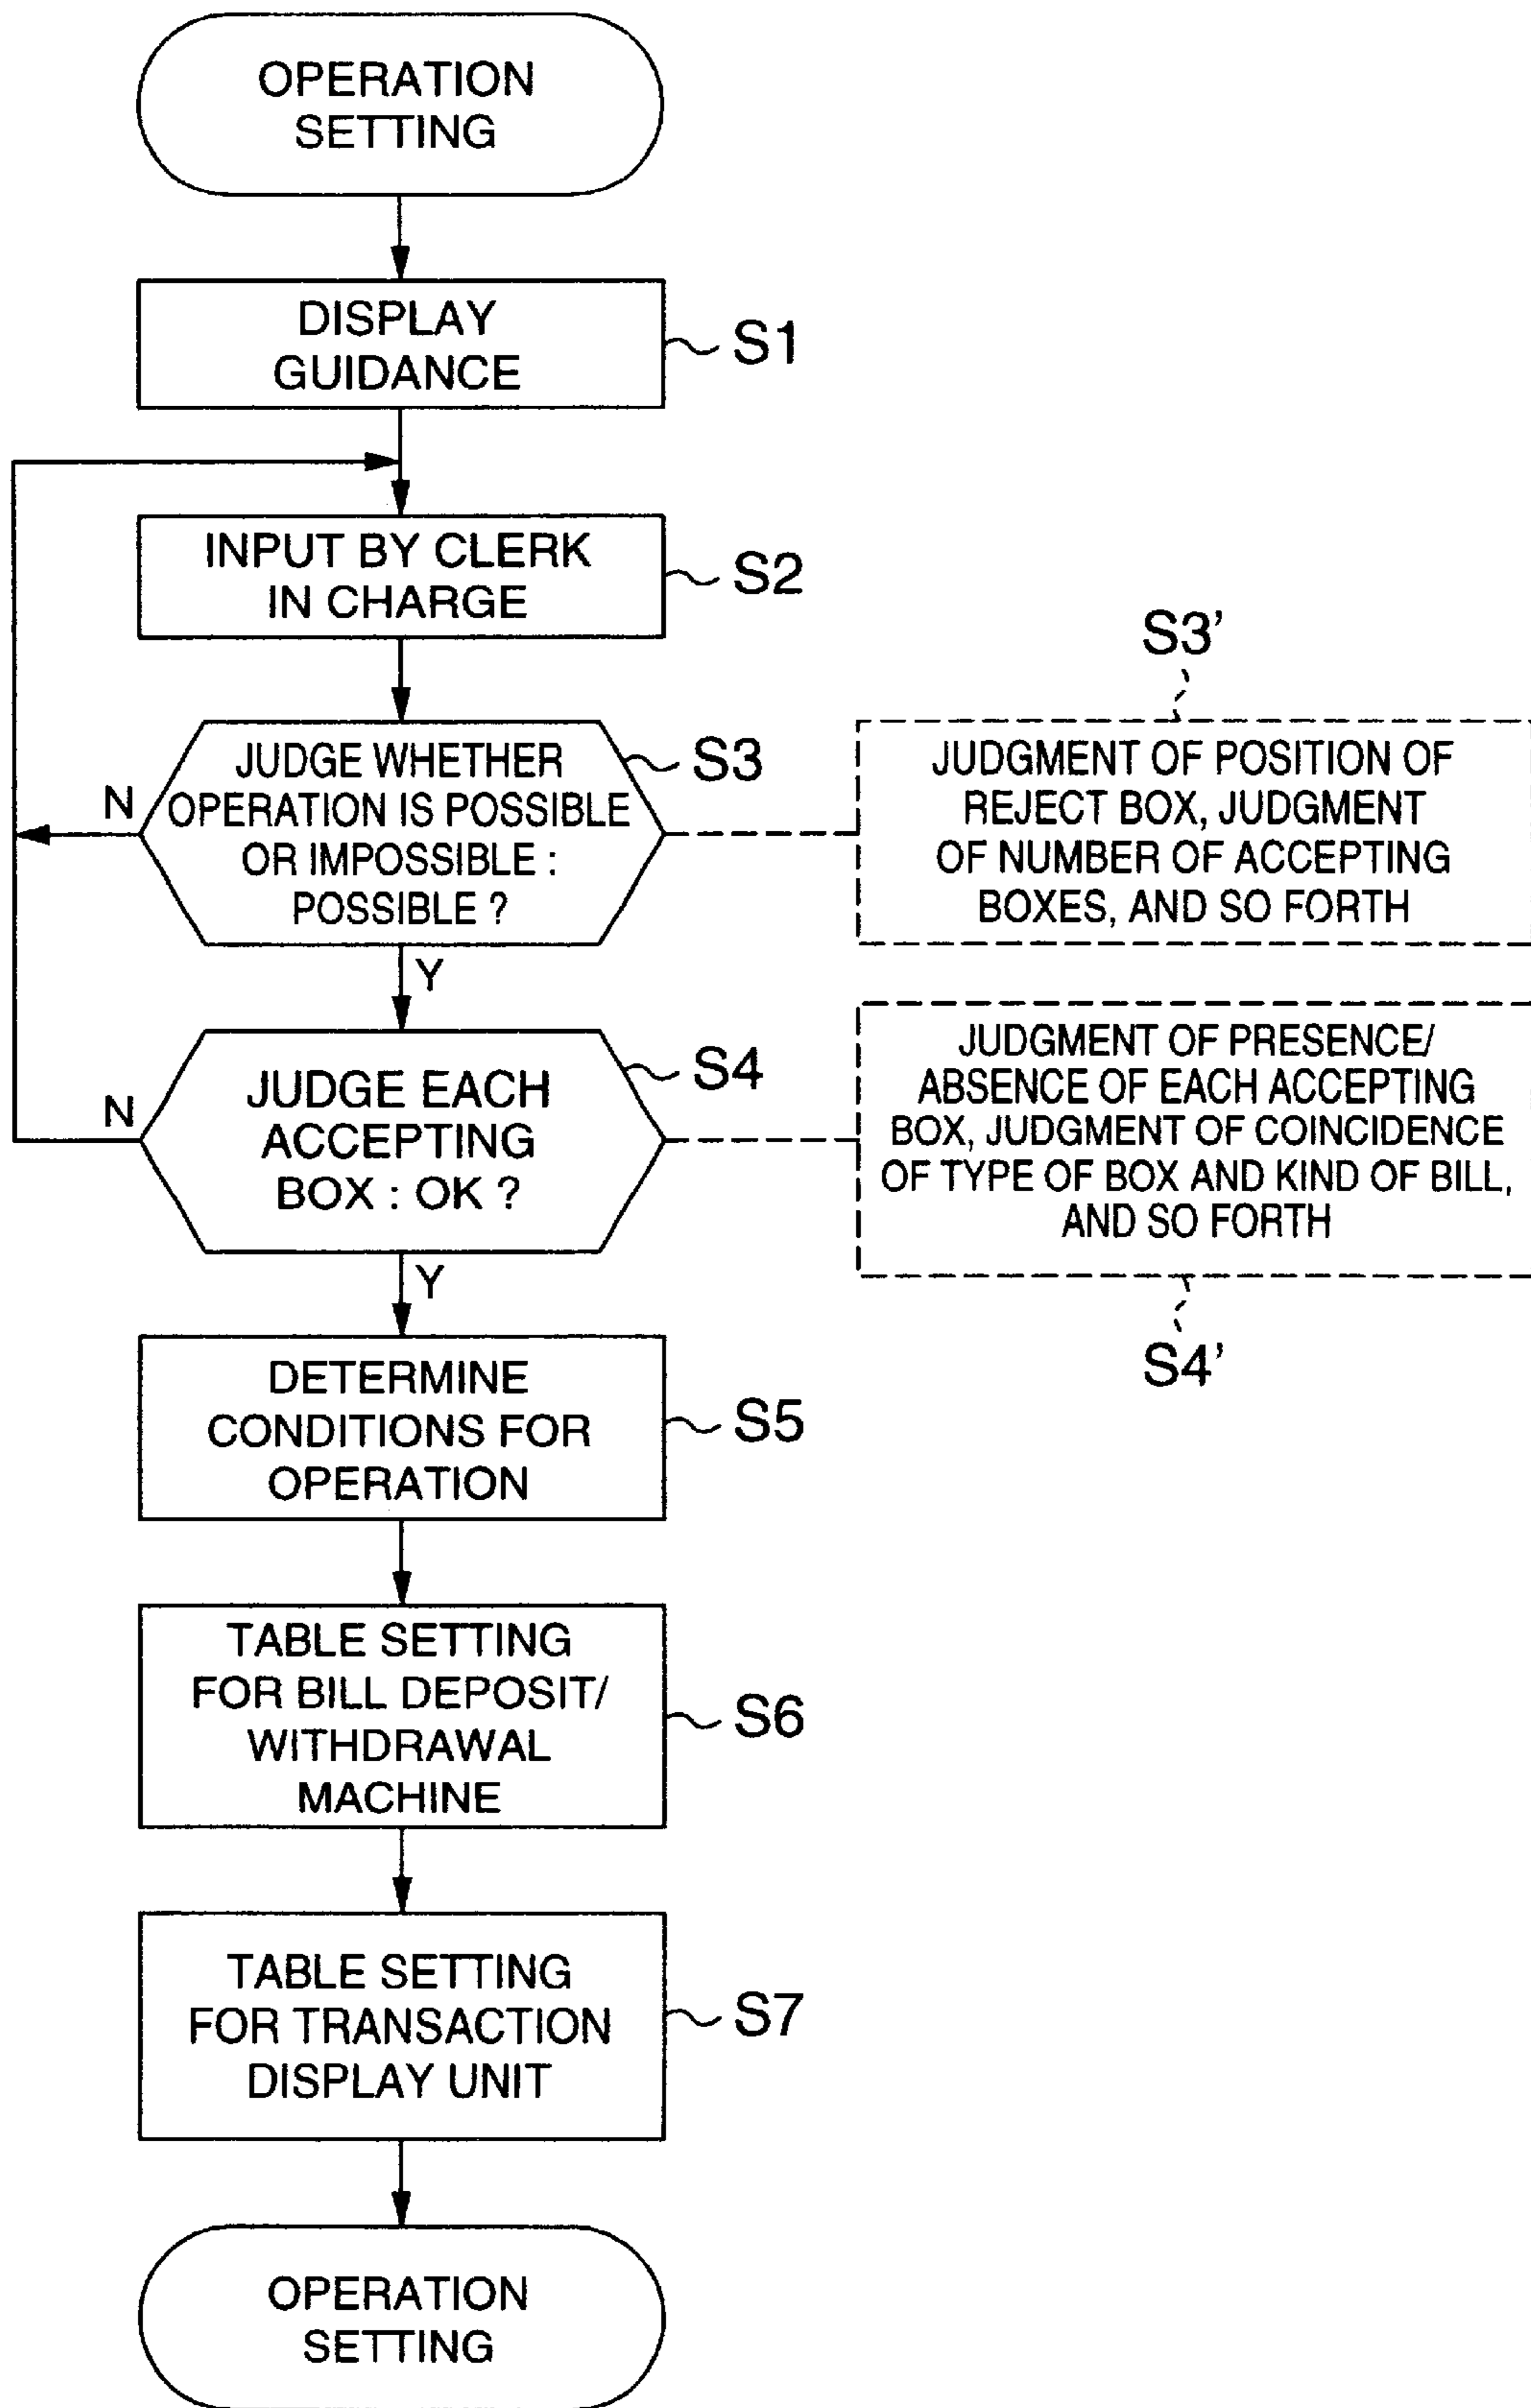 OPERATION
SETTING
DISPLAY
GUIDANCE
S1
INPUT BY CLERK
IN CHARGE
S2
JUDGE WHETHER
OPERATION IS POSSIBLE
OR IMPOSSIBLE :
POSSIBLE ?
S3
N
Y
S3’
JUDGMENT OF POSITION OF
REJECT BOX, JUDGMENT
OF NUMBER OF ACCEPTING
BOXES, AND SO FORTH
JUDGE EACH
ACCEPTING
BOX : OK ?
S4
N
Y
JUDGMENT OF PRESENCE/
ABSENCE OF EACH ACCEPTING
BOX, JUDGMENT OF COINCIDENCE
OF TYPE OF BOX AND KIND OF BILL,
AND SO FORTH
S4’
DETERMINE
CONDITIONS FOR
OPERATION
S5
TABLE SETTING
FOR BILL DEPOSIT/
WITHDRAWAL
MACHINE
S6
TABLE SETTING
FOR TRANSACTION
DISPLAY UNIT
S7
OPERATION
SETTING